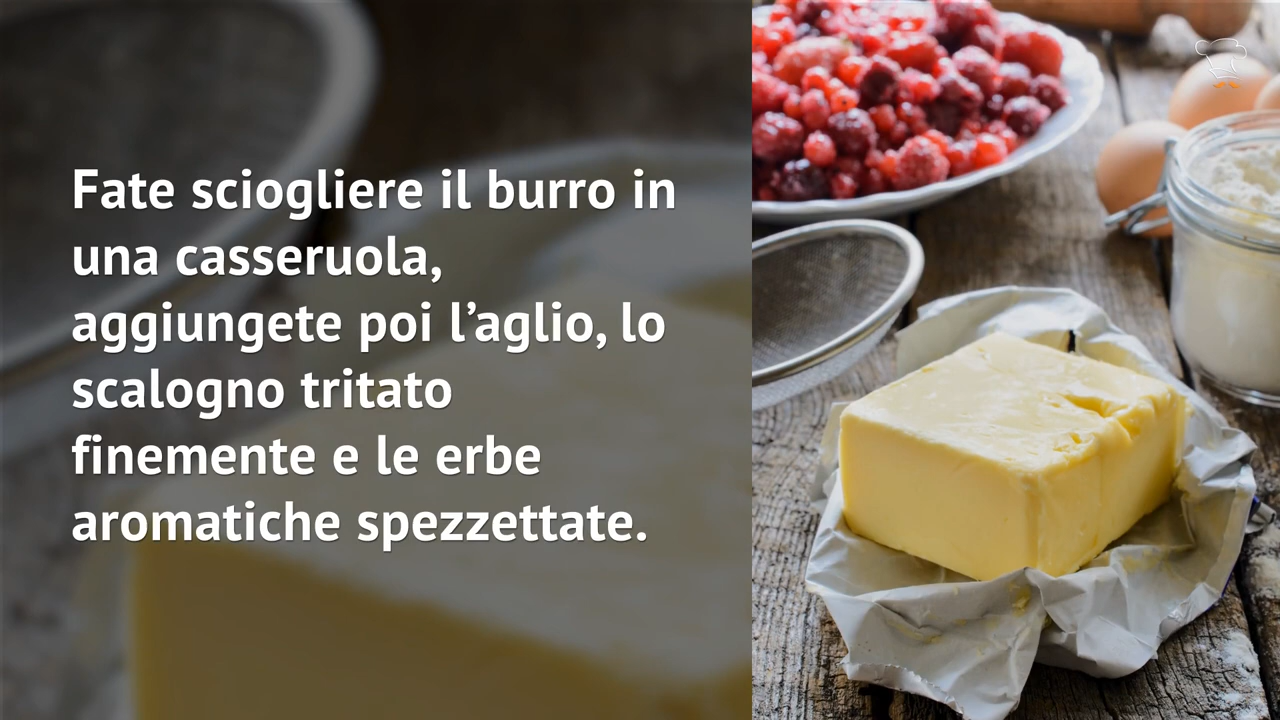 Fate sciogliere il burro in
una casseruola,
aggiungete poi l’aglio, lo
scalogno tritato
finemente e le erbe
aromatiche spezzettate.